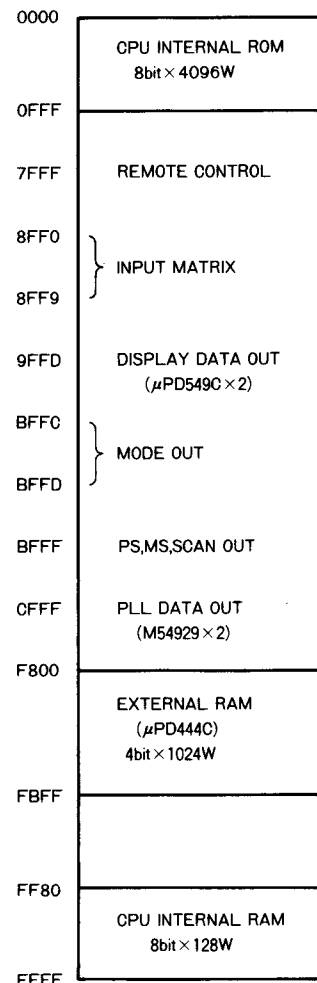 0000
CPU INTERNAL ROM
8bit×4096W
0FFF
7FFF REMOTE CONTROL
8FF0
INPUT MATRIX
8FF9
9FFD DISPLAY DATA OUT
(μPD549C×2)
BFFC
MODE OUT
BFFD
BFFF PS,MS,SCAN OUT
CFFF PLL DATA OUT
(M54929×2)
F800
EXTERNAL RAM
(μPD444C)
4bit×1024W
FBFF
FF80
CPU INTERNAL RAM
8bit×128W
FFFF